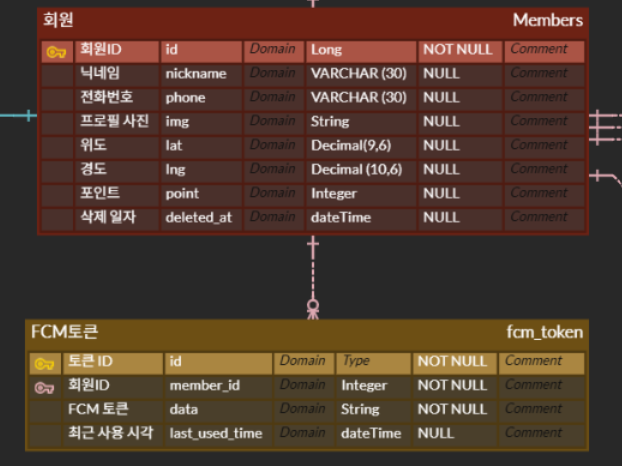 회원 Members
회원ID id Domain Long NOT NULL Comment
닉네임 nickname Domain VARCHAR (30) NULL Comment
전화번호 phone Domain VARCHAR (30) NULL Comment
프로필 사진 img Domain String NULL Comment
위도 lat Domain Decimal(9,6) NULL Comment
경도 lng Domain Decimal (10,6) NULL Comment
포인트 point Domain Integer NULL Comment
삭제 일자 deleted_at Domain dateTime NULL Comment
FCM토큰 fcm_token
토큰 ID id Domain Type NOT NULL Comment
회원ID member_id Domain Integer NOT NULL Comment
FCM 토큰 data Domain String NOT NULL Comment
최근 사용 시각 last_used_time Domain dateTime NULL Comment